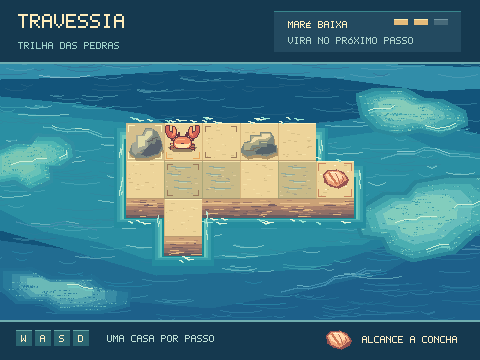 TRAVESSIA
TRILHA DAS PEDRAS
MARÉ BAIXA
VIRA NO PRÓXIMO PASSO
W A S D
UMA CASA POR PASSO
ALCANCE A CONCHA